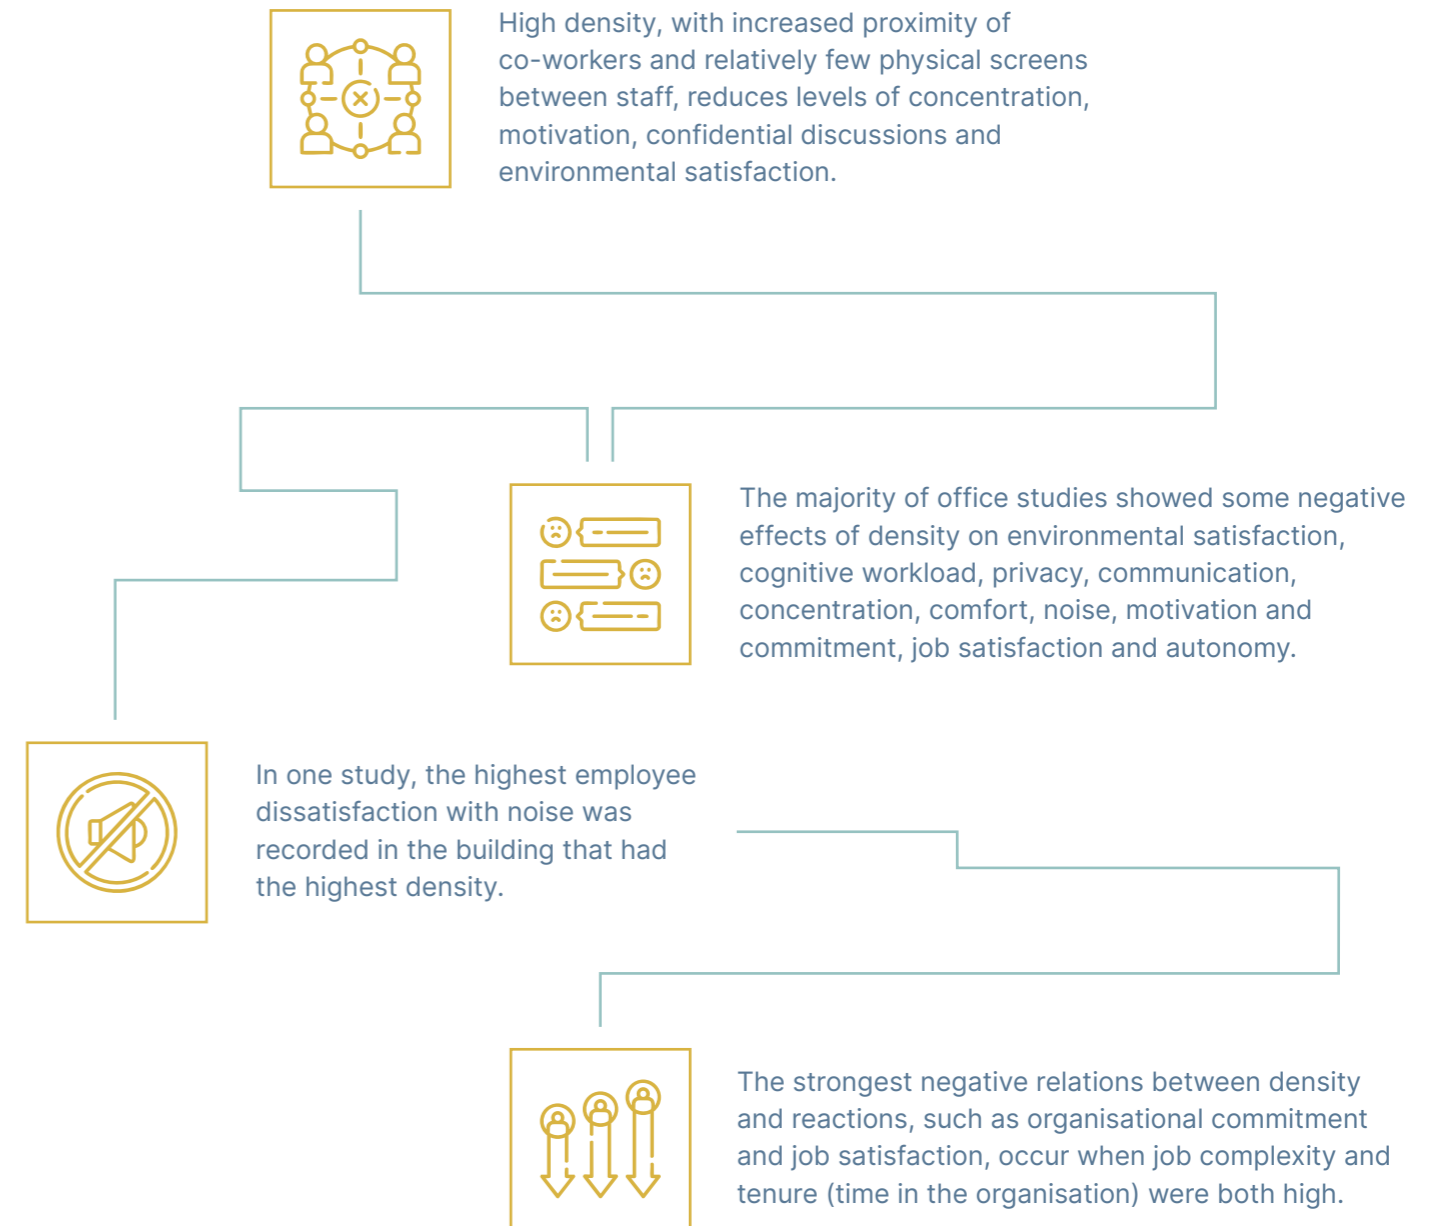 High density, with increased proximity of
co-workers and relatively few physical screens
between staff, reduces levels of concentration,
motivation, confidential discussions and
environmental satisfaction.
The majority of office studies showed some negative
effects of density on environmental satisfaction,
cognitive workload, privacy, communication,
concentration, comfort, noise, motivation and
commitment, job satisfaction and autonomy.
In one study, the highest employee
dissatisfaction with noise was
recorded in the building that had
the highest density.
The strongest negative relations between density
and reactions, such as organisational commitment
and job satisfaction, occur when job complexity and
tenure (time in the organisation) were both high.